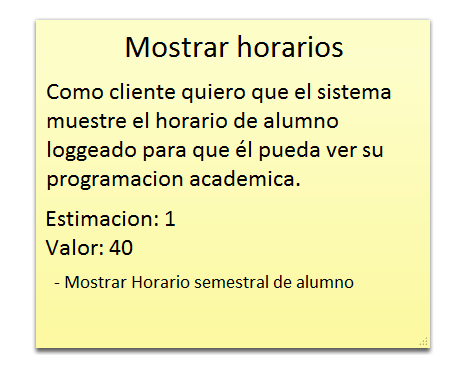 Mostrar horarios
Como cliente quiero que el sistema
muestre el horario de alumno
loggeado para que él pueda ver su
programacion academica.
Estimacion: 1
Valor: 40
- Mostrar Horario semestral de alumno